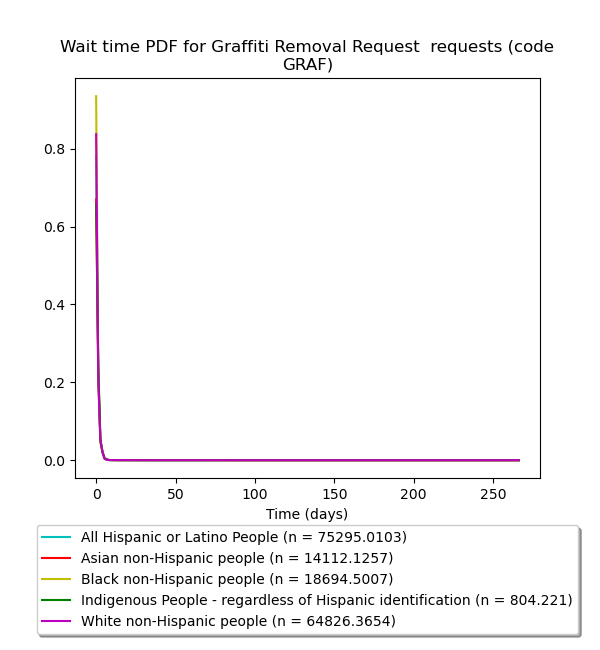 Wait time PDF for Graffiti Removal Request  requests (code
GRAF)
0.8
0.6
0.4
0.2
0.0
0 50 100 150 200 250
Time (days)
All Hispanic or Latino People (n = 75295.0103)
Asian non-Hispanic people (n = 14112.1257)
Black non-Hispanic people (n = 18694.5007)
Indigenous People - regardless of Hispanic identification (n = 804.221)
White non-Hispanic people (n = 64826.3654)